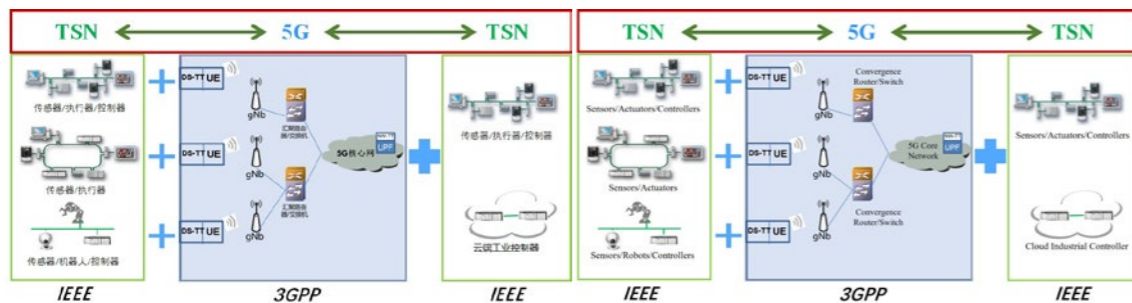 TSN
5G
TSN
传感器/执行器/控制器
DS-TT UE
gNb
汇聚路由
器/交换机
传感器/执行器
DS-TT UE
gNb
5G核心网
UPF
传感器/执行器/控制器
汇聚路由
器/交换机
传感器/机器人/控制器
DS-TT UE
gNb
云端工业控制器
IEEE
3GPP
IEEE
TSN
5G
TSN
Sensors/Actuators/Controllers
DS-TT UE
gNb
Convergence
Router/Switch
Sensors/Actuators
DS-TT UE
gNb
5G Core
Network
UPF
Sensors/Actuators/Controllers
Convergence
Router/Switch
Sensors/Robots/Controllers
DS-TT UE
gNb
Cloud Industrial Controller
IEEE
3GPP
IEEE